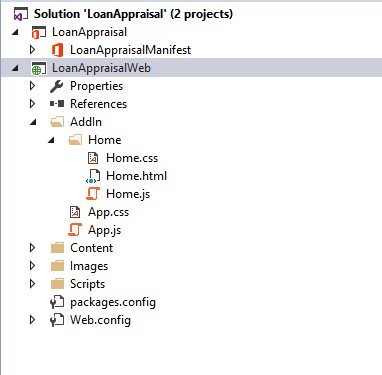 Solution 'LoanAppraisal' (2 projects)
LoanAppraisal
LoanAppraisalManifest
LoanAppraisalWeb
Properties
References
AddIn
Home
Home.css
Home.html
Home.js
App.css
App.js
Content
Images
Scripts
packages.config
Web.config